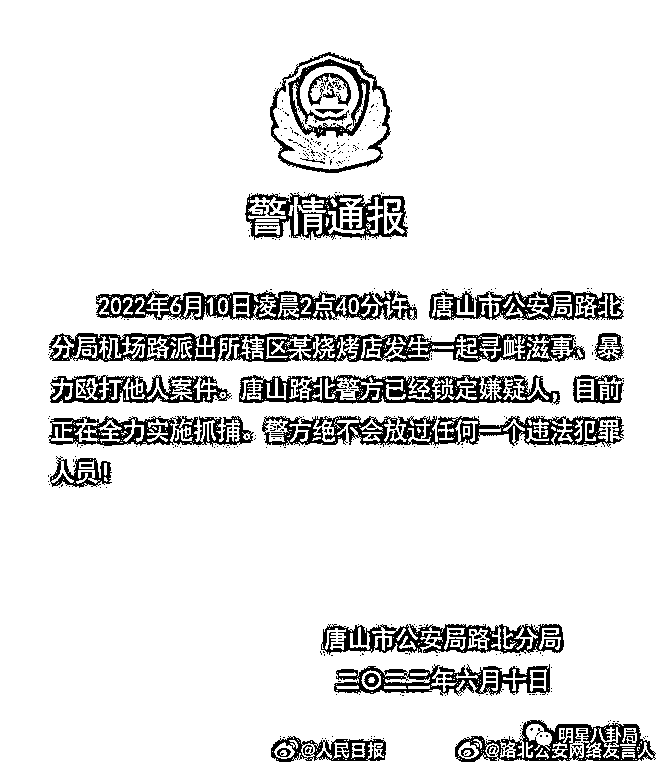 警情通报
2022年6月10日凌晨2点40分许，唐山市公安局路北
分局机场路派出所辖区某烧烤店发生一起寻衅滋事、暴
力殴打他人案件。唐山路北警方已经锁定嫌疑人，目前
正在全力实施抓捕。警方绝不会放过任何一个违法犯罪
人员！
唐山市公安局路北分局
二〇二二年六月十日
明星八卦局
@人民日报
@路北公安网络发言人